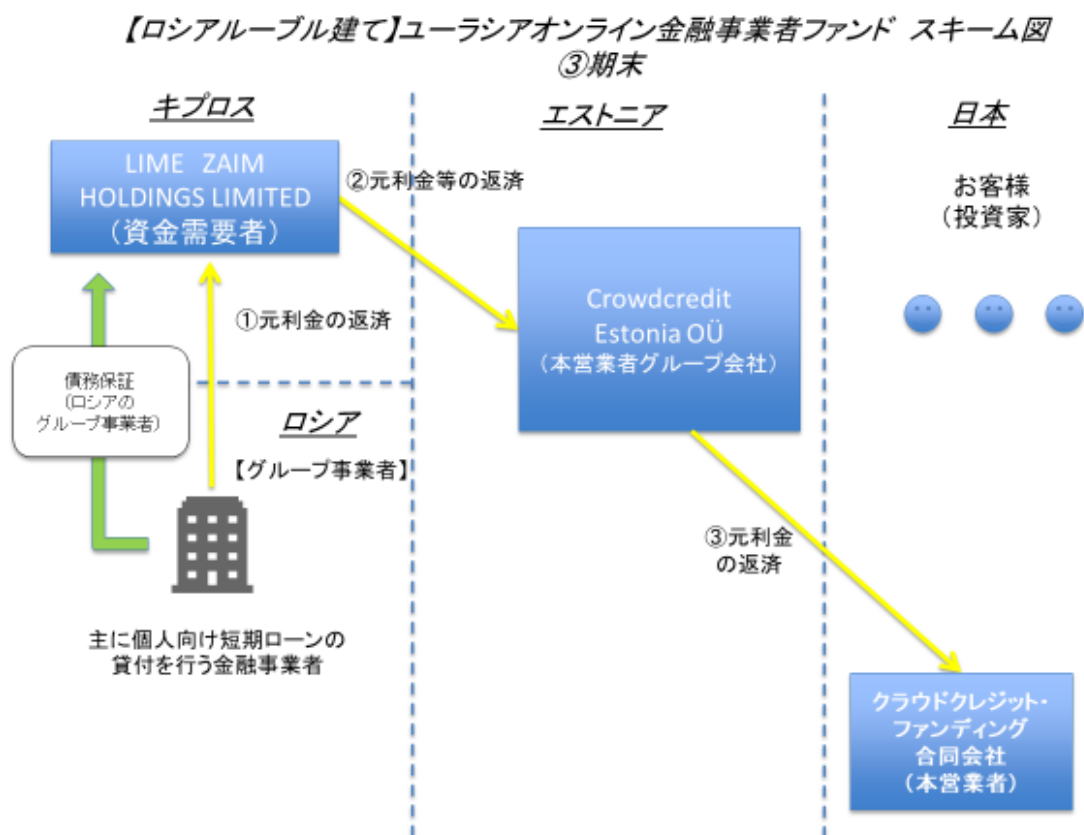 【ロシアルーブル建て】ユーラシアオンライン金融事業者ファンド スキーム図
③期末
キプロス
エストニア
日本
LIME ZAIM
HOLDINGS LIMITED
（資金需要者）
②元利金等の返済
お客様
（投資家）
Crowdcredit
Estonia OÜ
（本営業者グループ会社）
①元利金の返済
債務保証
(ロシアの
グループ事業者)
ロシア
【グループ事業者】
③元利金
の返済
主に個人向け短期ローンの
貸付を行う金融事業者
クラウドクレジット・
ファンディング
合同会社
（本営業者）